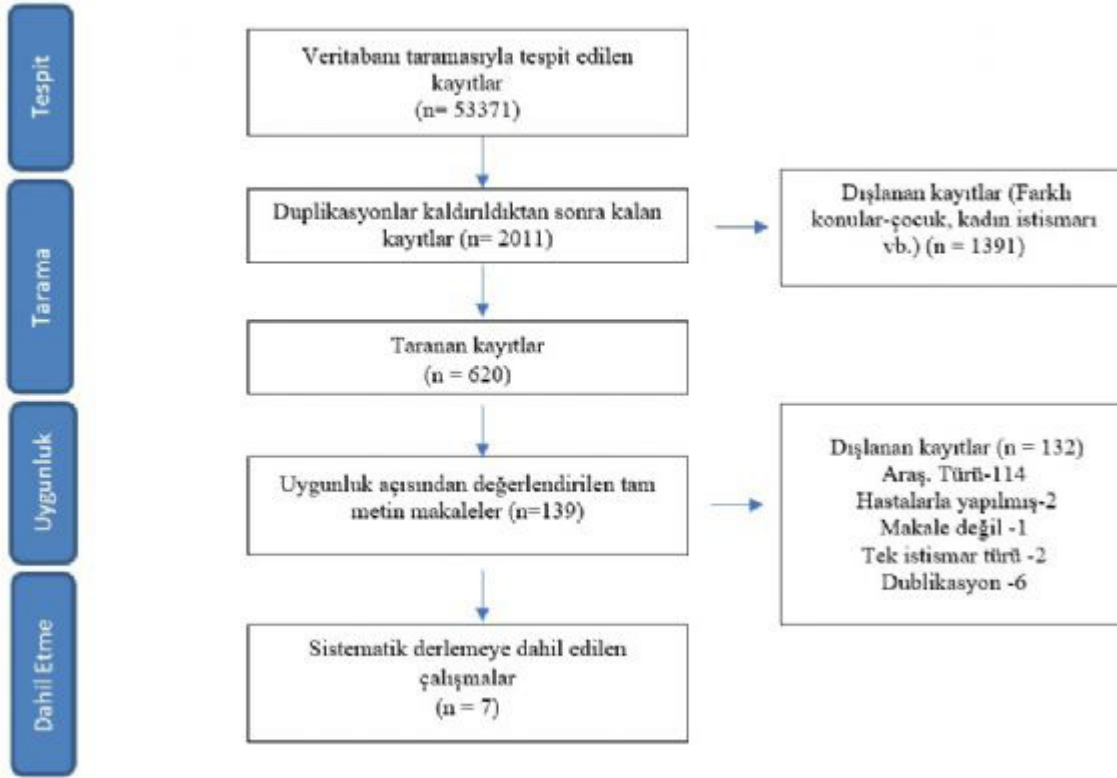 Tespit
Veritabanı taramasıyla tespit edilen
kayıtlar
(n= 53371)
Tarama
Duplikasyonlar kaldırıldıktan sonra kalan
kayıtlar (n= 2011)
Dışlanan kayıtlar (Farklı
konular-çocuk, kadın istismarı
vb.) (n = 1391)
Taranan kayıtlar
(n = 620)
Uygunluk
Uygunluk açısından değerlendirilen tam
metin makaleler (n=139)
Dışlanan kayıtlar (n = 132)
Araş. Türü-114
Hastalarla yapılmış-2
Makale değil -1
Tek istismar türü -2
Dublikasyon -6
Dahil Etme
Sistematik derlemeye dahil edilen
çalışmalar
(n = 7)